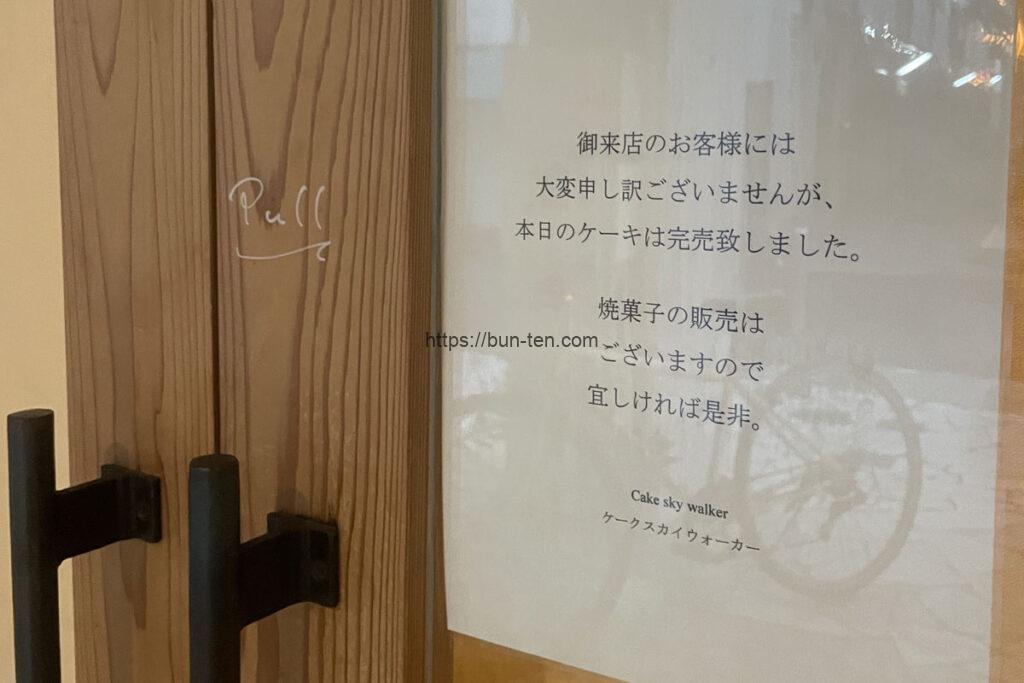 Pull
御来店のお客様には
大変申し訳ございませんが、
本日のケーキは完売致しました。
焼菓子の販売は
ございますので
宜しければ是非。
Cake sky walker
ケークスカイウォーカー
https://bun-ten.com